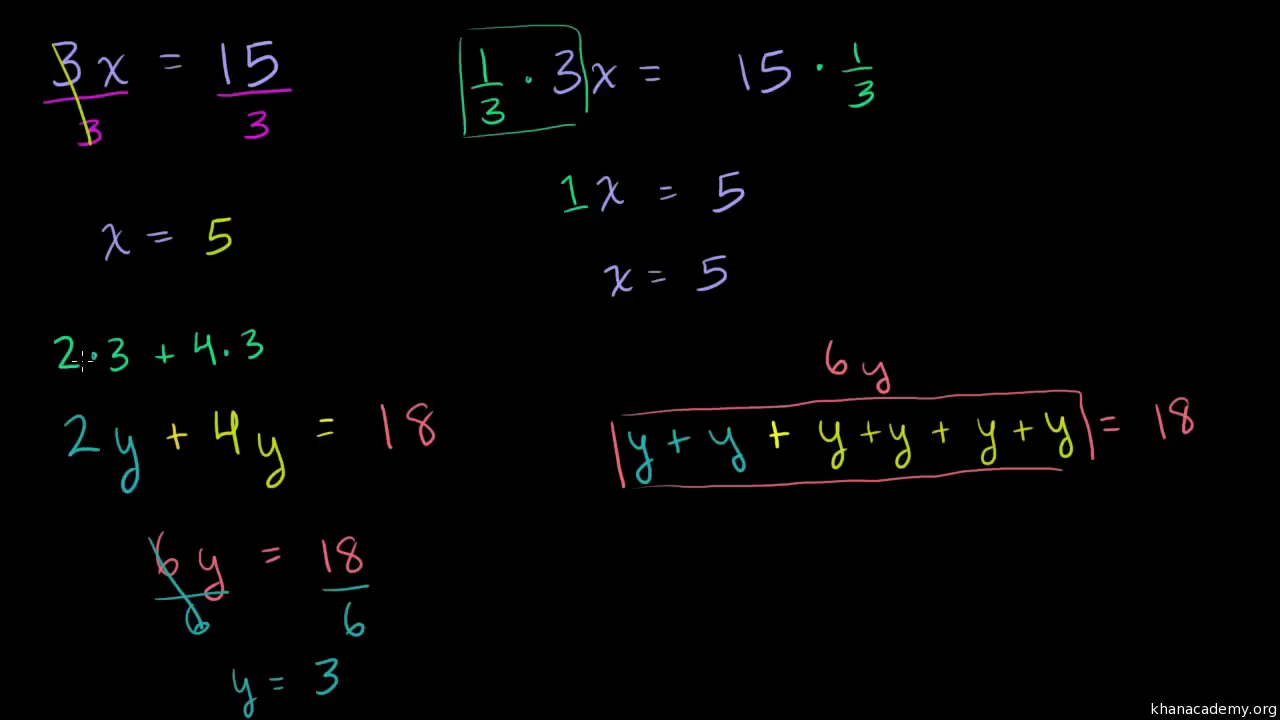 3x = 15
3 3
x = 5
1/3 · 3x = 15 · 1/3
1x = 5
x = 5
2·3 + 4·3
2y + 4y = 18
6y = 18
6 6
y = 3
6y
y + y + y + y + y + y = 18
khanacademy.org